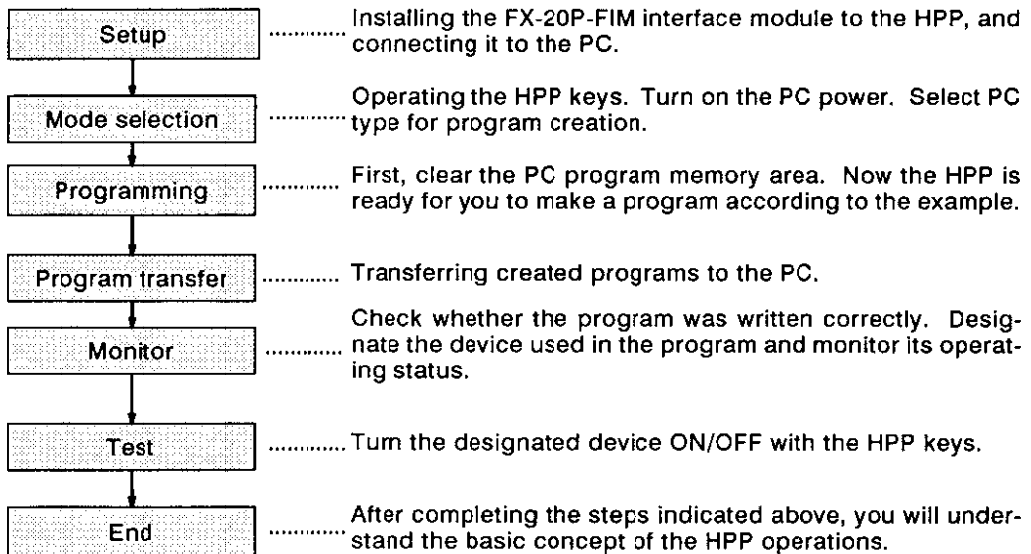 Setup
Installing the FX-20P-FIM interface module to the HPP, and
connecting it to the PC.
Mode selection
Operating the HPP keys. Turn on the PC power. Select PC
type for program creation.
Programming
First, clear the PC program memory area. Now the HPP is
ready for you to make a program according to the example.
Program transfer
Transferring created programs to the PC.
Monitor
Check whether the program was written correctly. Desig-
nate the device used in the program and monitor its operat-
ing status.
Test
Turn the designated device ON/OFF with the HPP keys.
End
After completing the steps indicated above, you will under-
stand the basic concept of the HPP operations.